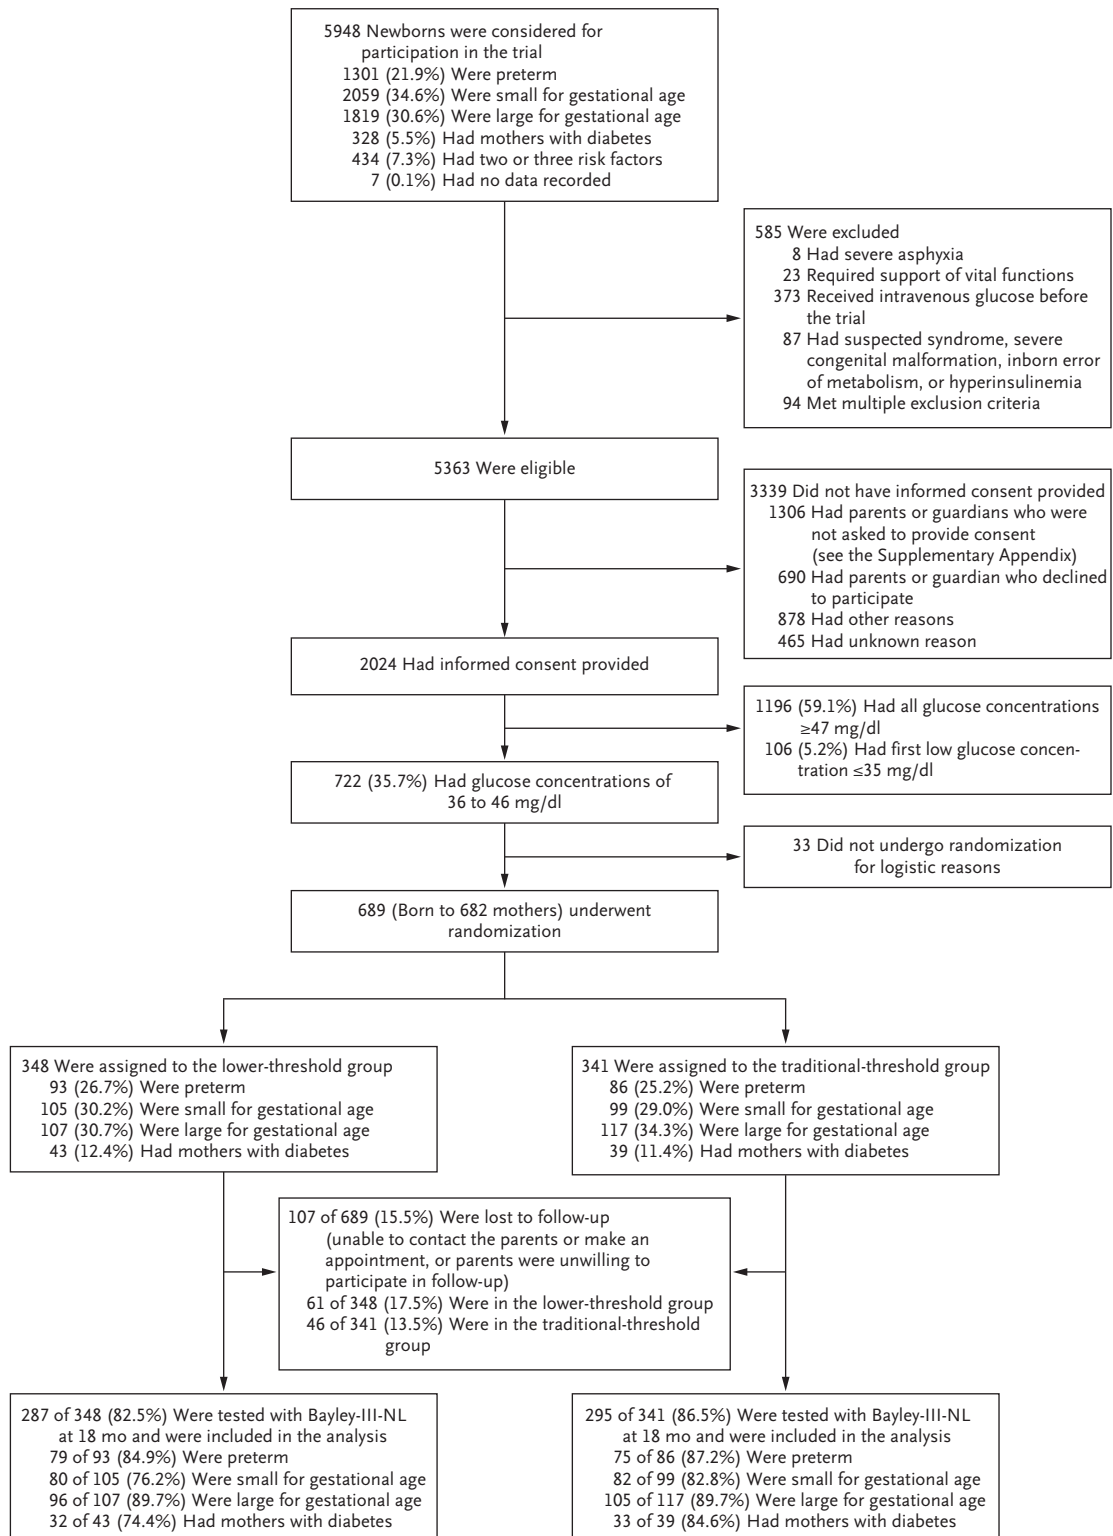 5948 Newborns were considered for
participation in the trial
1301 (21.9%) Were preterm
2059 (34.6%) Were small for gestational age
1819 (30.6%) Were large for gestational age
328 (5.5%) Had mothers with diabetes
434 (7.3%) Had two or three risk factors
7 (0.1%) Had no data recorded
585 Were excluded
8 Had severe asphyxia
23 Required support of vital functions
373 Received intravenous glucose before
the trial
87 Had suspected syndrome, severe
congenital malformation, inborn error
of metabolism, or hyperinsulinemia
94 Met multiple exclusion criteria
5363 Were eligible
3339 Did not have informed consent provided
1306 Had parents or guardians who were
not asked to provide consent
(see the Supplementary Appendix)
690 Had parents or guardian who declined
to participate
878 Had other reasons
465 Had unknown reason
2024 Had informed consent provided
1196 (59.1%) Had all glucose concentrations
≥47 mg/dl
106 (5.2%) Had first low glucose concen-
tration ≤35 mg/dl
722 (35.7%) Had glucose concentrations of
36 to 46 mg/dl
33 Did not undergo randomization
for logistic reasons
689 (Born to 682 mothers) underwent
randomization
348 Were assigned to the lower-threshold group
93 (26.7%) Were preterm
105 (30.2%) Were small for gestational age
107 (30.7%) Were large for gestational age
43 (12.4%) Had mothers with diabetes
341 Were assigned to the traditional-threshold group
86 (25.2%) Were preterm
99 (29.0%) Were small for gestational age
117 (34.3%) Were large for gestational age
39 (11.4%) Had mothers with diabetes
107 of 689 (15.5%) Were lost to follow-up
(unable to contact the parents or make an
appointment, or parents were unwilling to
participate in follow-up)
61 of 348 (17.5%) Were in the lower-threshold group
46 of 341 (13.5%) Were in the traditional-threshold
group
287 of 348 (82.5%) Were tested with Bayley-III-NL
at 18 mo and were included in the analysis
79 of 93 (84.9%) Were preterm
80 of 105 (76.2%) Were small for gestational age
96 of 107 (89.7%) Were large for gestational age
32 of 43 (74.4%) Had mothers with diabetes
295 of 341 (86.5%) Were tested with Bayley-III-NL
at 18 mo and were included in the analysis
75 of 86 (87.2%) Were preterm
82 of 99 (82.8%) Were small for gestational age
105 of 117 (89.7%) Were large for gestational age
33 of 39 (84.6%) Had mothers with diabetes